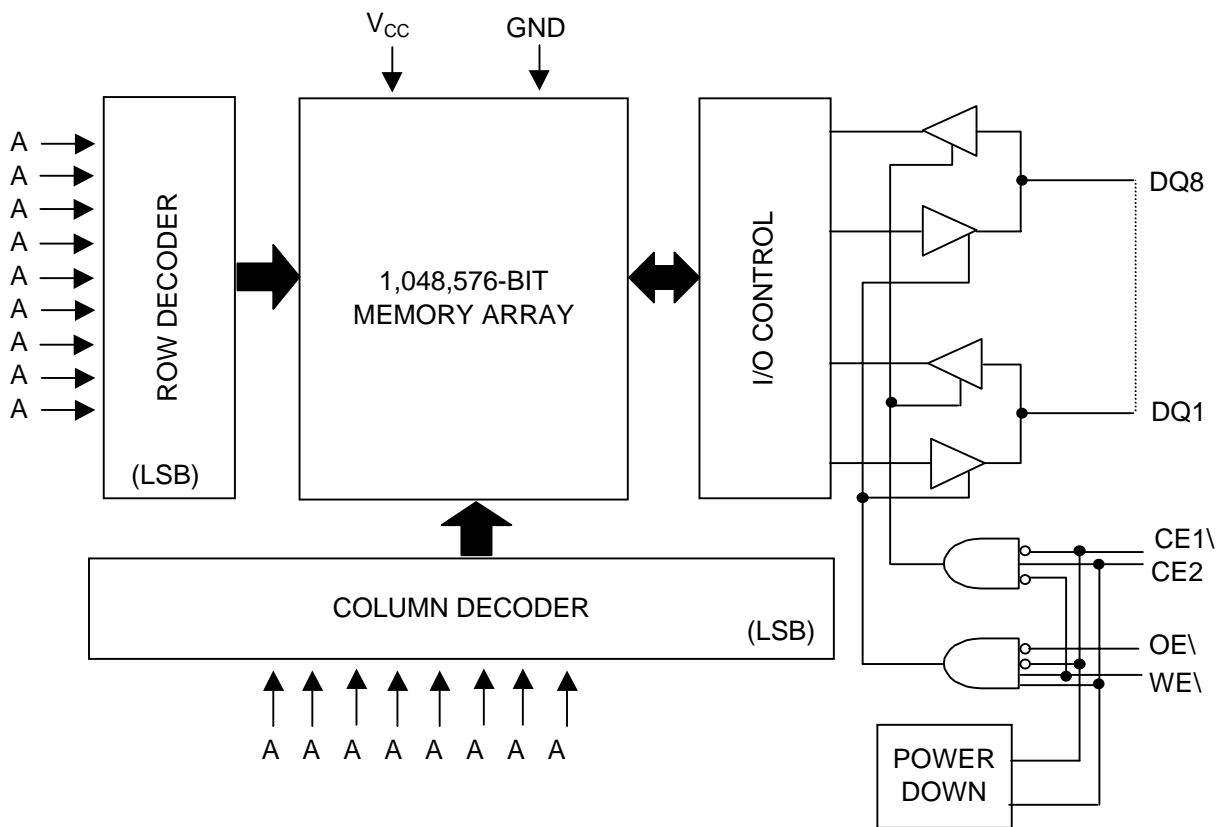 VCC
GND
A
A
A
A
A
A
A
A
A
ROW DECODER
(LSB)
1,048,576-BIT
MEMORY ARRAY
I/O CONTROL
DQ8
DQ1
COLUMN DECODER
(LSB)
A A A A A A A A
CE1\
CE2
OE\
WE\
POWER
DOWN